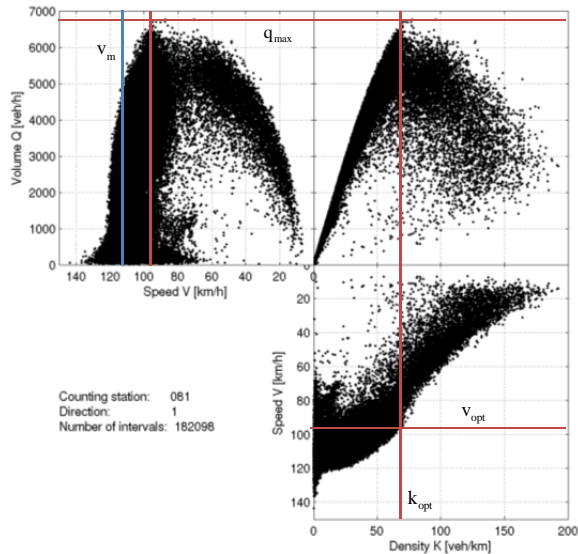 7000
6000
5000
4000
3000
2000
1000
0
Volume Q [veh/h]
v_m
q_max
150 140 120 100 80 60 40 20 0
Speed V [km/h]
20
40
60
80
100
120
140
Speed V [km/h]
v_opt
k_opt
0 50 100 150 200
Density K [veh/km]
Counting station: 081
Direction: 1
Number of intervals: 182098